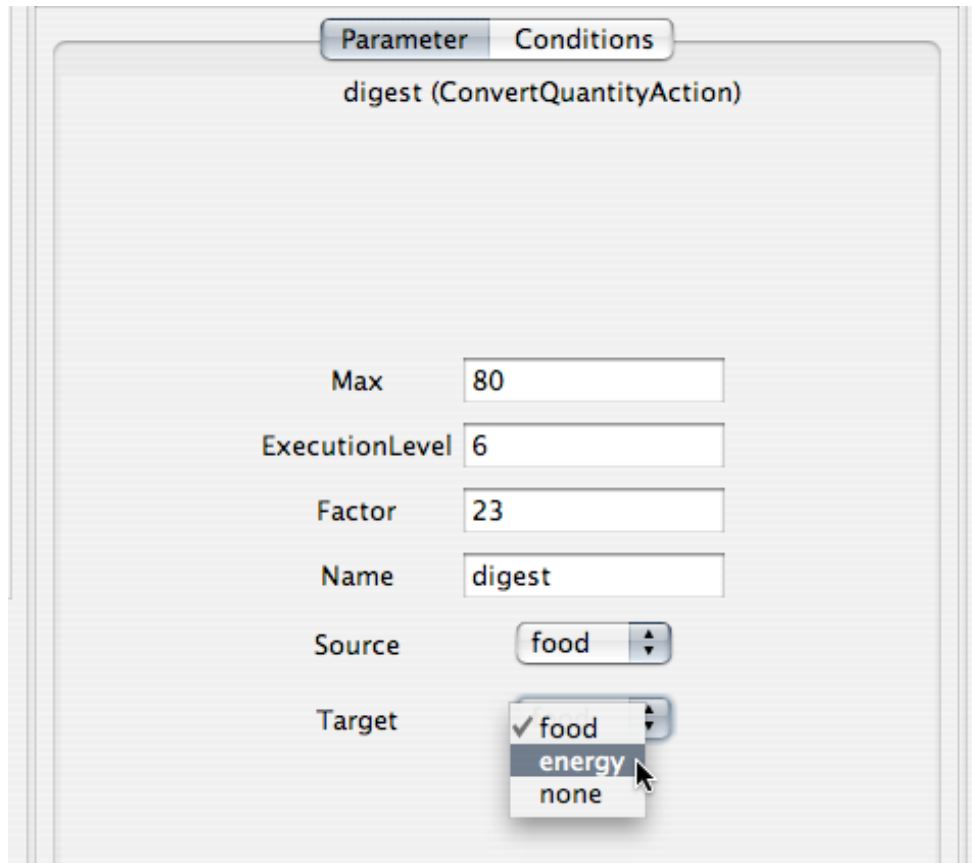 Parameter Conditions
digest (ConvertQuantityAction)
Max 80
ExecutionLevel 6
Factor 23
Name digest
Source food
Target
✓ food
energy
none